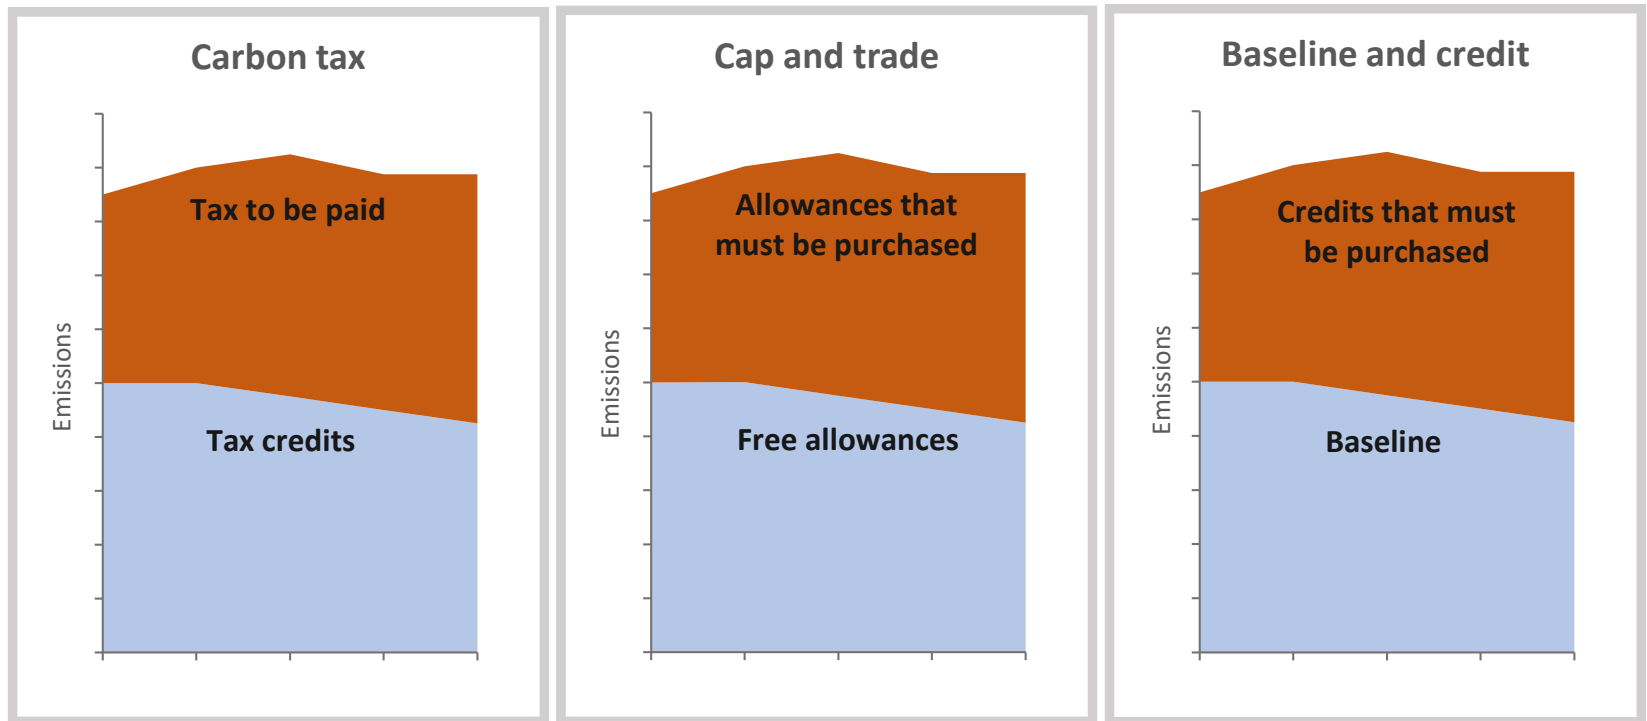 Carbon tax
Tax to be paid
Tax credits
Emissions
Cap and trade
Allowances that
must be purchased
Free allowances
Emissions
Baseline and credit
Credits that must
be purchased
Baseline
Emissions